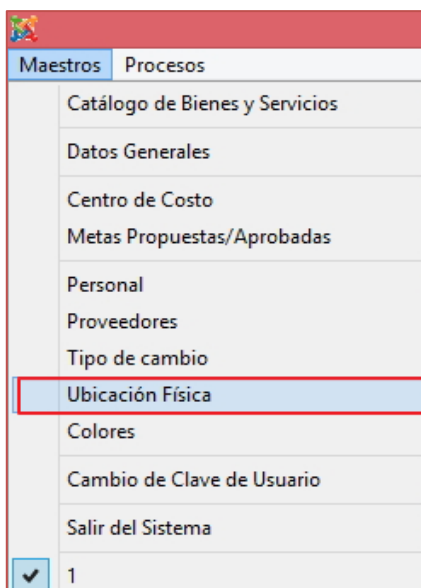 Maestros Procesos
Catálogo de Bienes y Servicios
Datos Generales
Centro de Costo
Metas Propuestas/Aprobadas
Personal
Proveedores
Tipo de cambio
Ubicación Física
Colores
Cambio de Clave de Usuario
Salir del Sistema
1